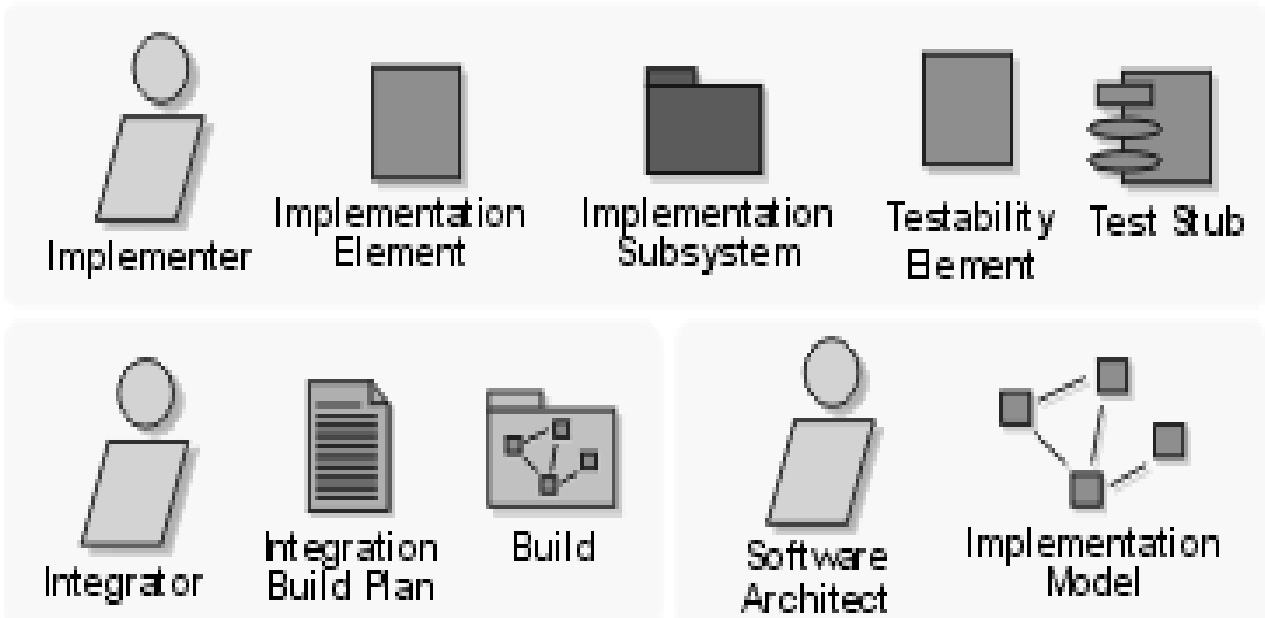 Implementer
Implementation
Element
Implementation
Subsystem
Testability
Element
Test Stub
Integrator
Integration
Build Plan
Build
Software
Architect
Implementation
Model